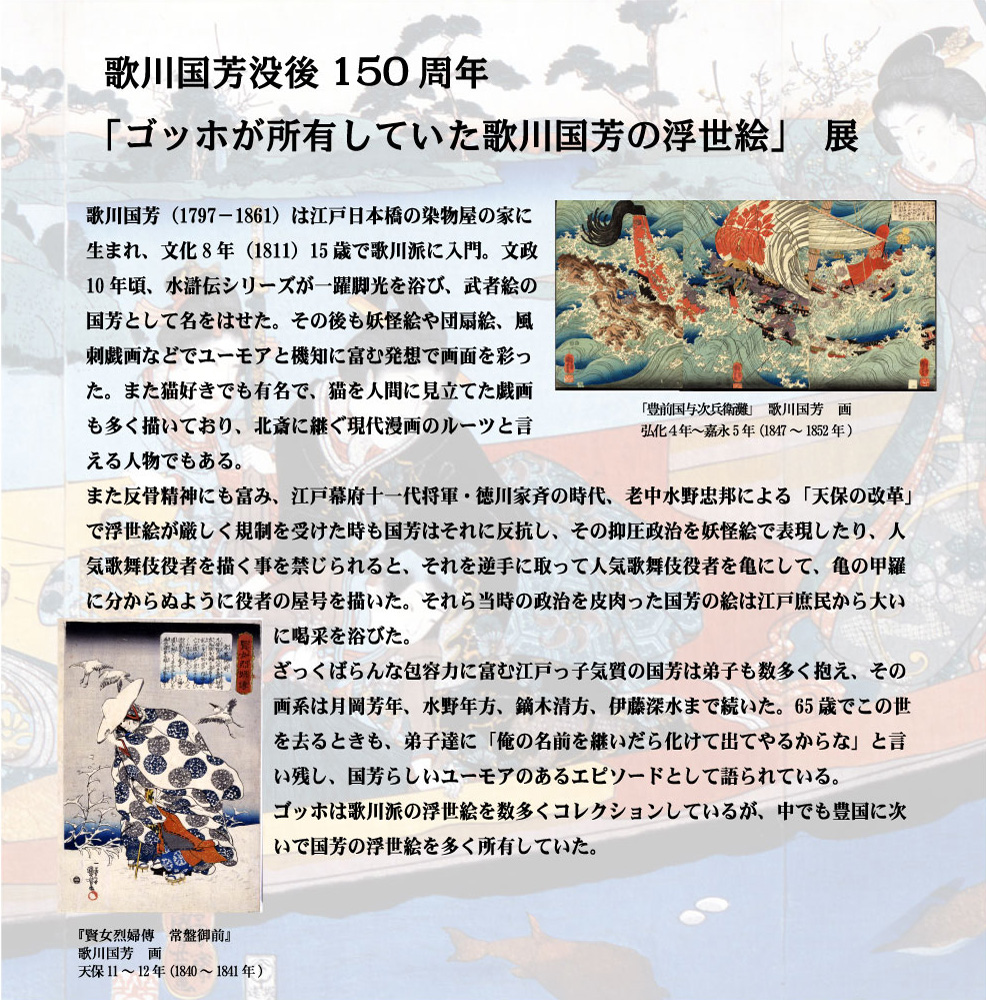 歌川国芳没後 150 周年
「ゴッホが所有していた歌川国芳の浮世絵」 展
歌川国芳（1797－1861）は江戸日本橋の染物屋の家に
生まれ、文化 8 年（1811）15 歳で歌川派に入門。文政
10 年頃、水滸伝シリーズが一躍脚光を浴び、武者絵の
国芳として名をはせた。その後も妖怪絵や団扇絵、風
刺戯画などでユーモアと機知に富む発想で画面を彩っ
た。また猫好きでも有名で、猫を人間に見立てた戯画
も多く描いており、北斎に継ぐ現代漫画のルーツと言
える人物でもある。
「豊前国与次兵衛灘」 歌川国芳 画
弘化 4 年～嘉永 5 年 (1847 ～ 1852 年 )
また反骨精神にも富み、江戸幕府十一代将軍・徳川家斉の時代、老中水野忠邦による「天保の改革」
で浮世絵が厳しく規制を受けた時も国芳はそれに反抗し、その抑圧政治を妖怪絵で表現したり、人
気歌舞伎役者を描く事を禁じられると、それを逆手に取って人気歌舞伎役者を亀にして、亀の甲羅
に分からぬように役者の屋号を描いた。それら当時の政治を皮肉った国芳の絵は江戸庶民から大い
に喝采を浴びた。
ざっくばらんな包容力に富む江戸っ子気質の国芳は弟子も数多く抱え、その
画系は月岡芳年、水野年方、鏑木清方、伊藤深水まで続いた。65 歳でこの世
を去るときも、弟子達に「俺の名前を継いだら化けて出てやるからな」と言
い残し、国芳らしいユーモアのあるエピソードとして語られている。
ゴッホは歌川派の浮世絵を数多くコレクションしているが、中でも豊国に次
いで国芳の浮世絵を多く所有していた。
賢女烈婦傳
『賢女烈婦傳 常盤御前』
歌川国芳 画
天保 11 ～ 12 年 (1840 ～ 1841 年 )